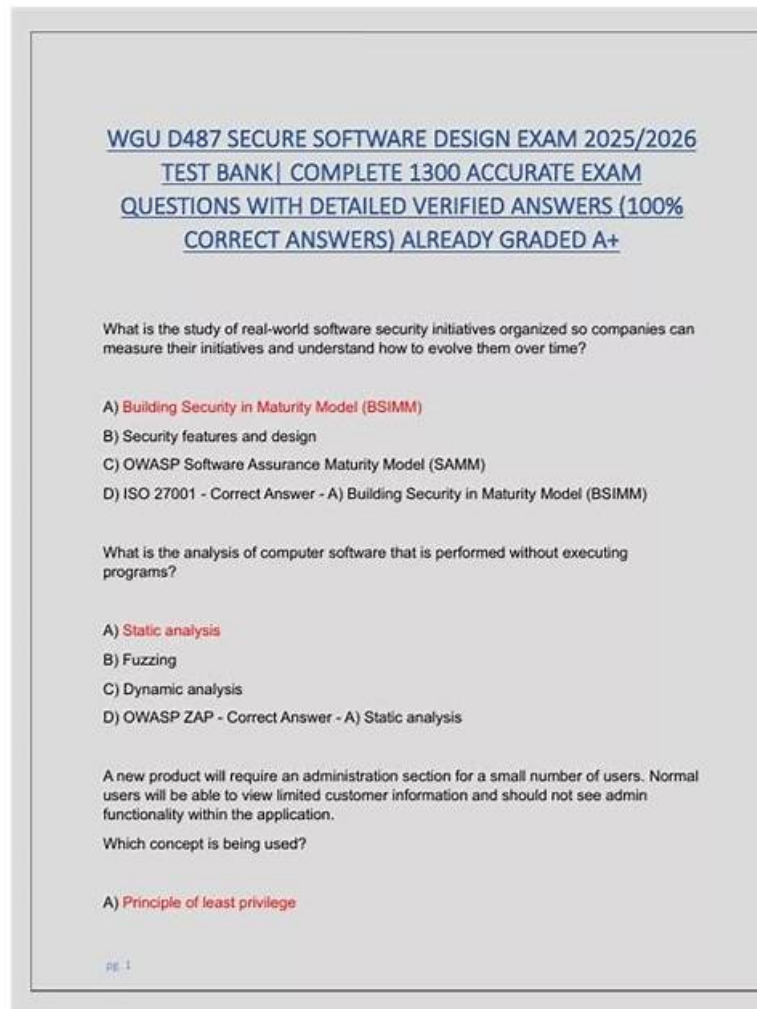 WGU D487 SECURE SOFTWARE DESIGN EXAM 2025/2026
TEST BANK| COMPLETE 1300 ACCURATE EXAM
QUESTIONS WITH DETAILED VERIFIED ANSWERS (100%
CORRECT ANSWERS) ALREADY GRADED A+
What is the study of real-world software security initiatives organized so companies can
measure their initiatives and understand how to evolve them over time?
A) Building Security in Maturity Model (BSIMM)
B) Security features and design
C) OWASP Software Assurance Maturity Model (SAMM)
D) ISO 27001 - Correct Answer - A) Building Security in Maturity Model (BSIMM)
What is the analysis of computer software that is performed without executing
programs?
A) Static analysis
B) Fuzzing
C) Dynamic analysis
D) OWASP ZAP - Correct Answer - A) Static analysis
A new product will require an administration section for a small number of users. Normal
users will be able to view limited customer information and should not see admin
functionality within the application.
Which concept is being used?
A) Principle of least privilege
pg. 1